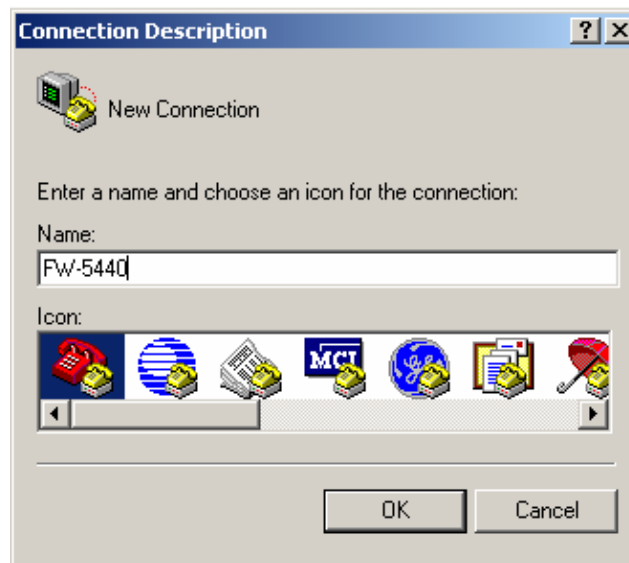 Connection Description
New Connection
Enter a name and choose an icon for the connection:
Name:
FW-5440
Icon:
MCI
OK
Cancel